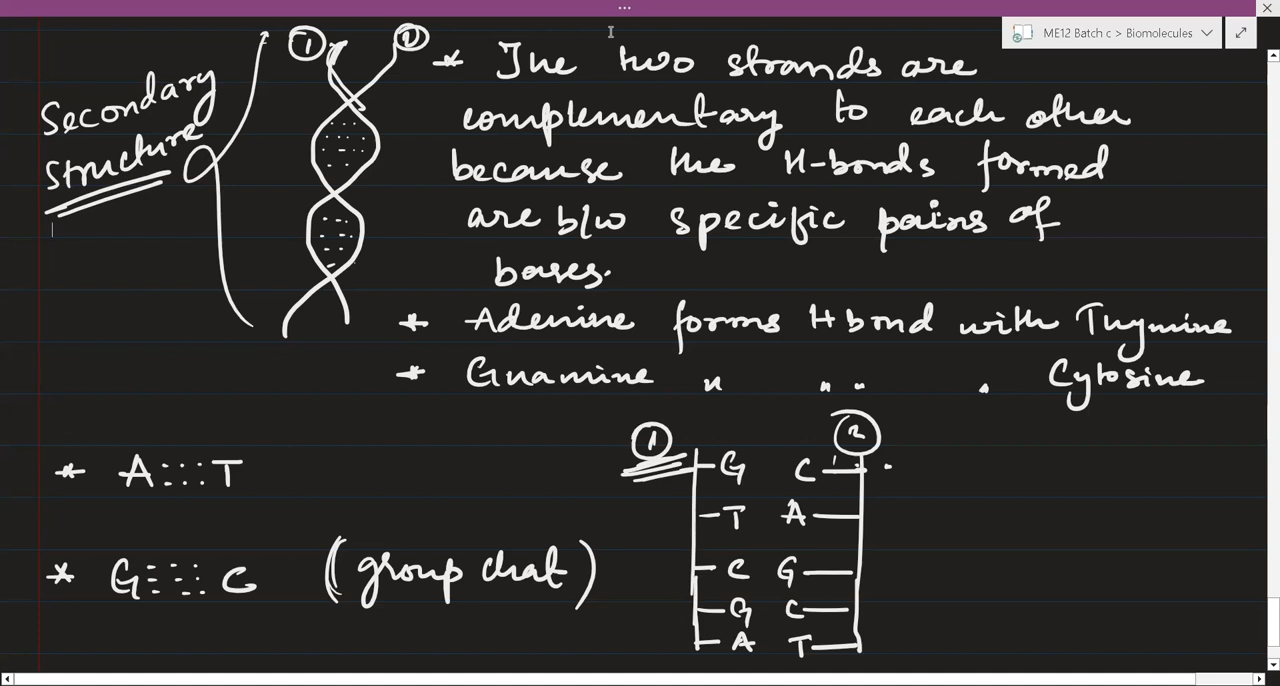 ME12 Batch c > Biomolecules
① ②
Secondary
Structure
* The two strands are
complementary to each other
because the H-bonds formed
are b/w specific pairs of
bases.
* Adenine forms H bond with Thymine
* Guanine " " " " Cytosine
* A:::T
* G::::C (group chat)
① ②
G C
T A
C G
G C
A T